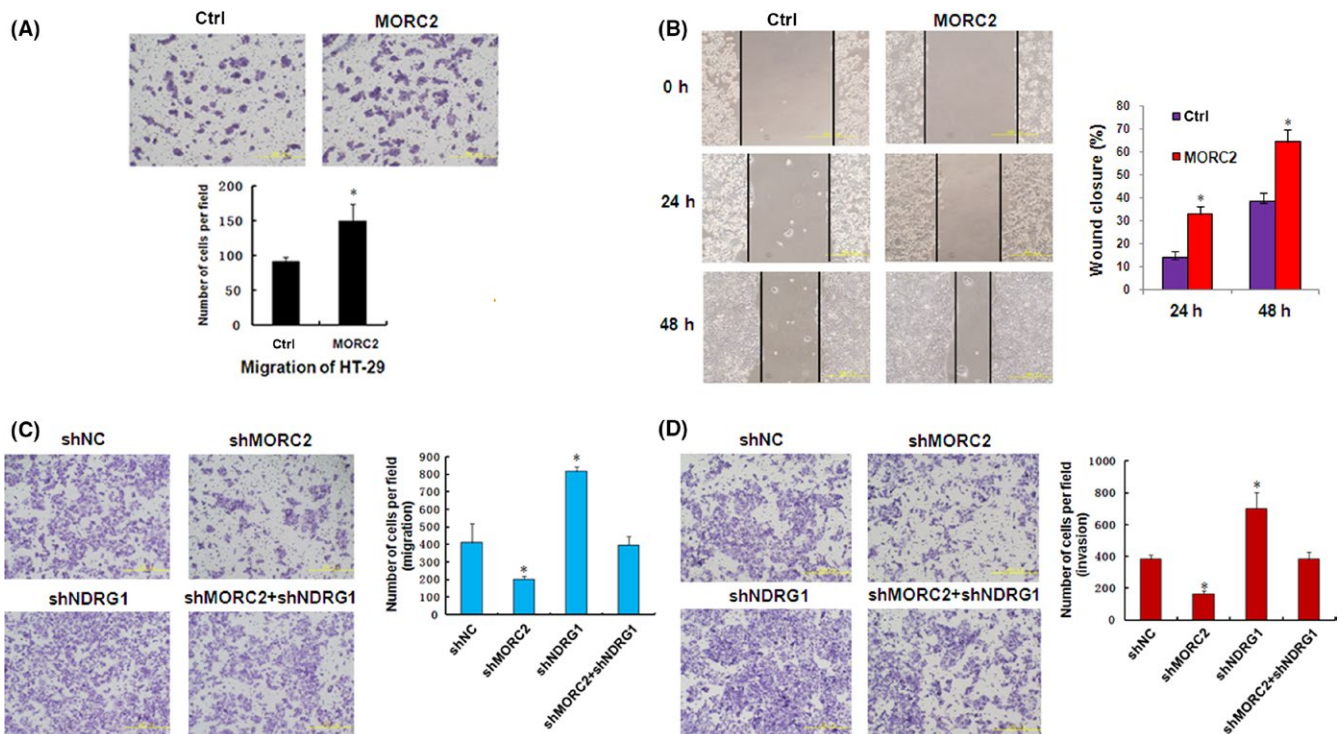 (A)
Ctrl MORC2
Number of cells per field
200
150
100
50
0
*
Ctrl MORC2
Migration of HT-29
(B)
Ctrl MORC2
0 h
24 h
48 h
Wound closure (%)
80
70
60
50
40
30
20
10
0
Ctrl
MORC2
*
*
24 h 48 h
(C)
shNC shMORC2
shNDRG1 shMORC2+shNDRG1
Number of cells per field
(migration)
900
800
700
600
500
400
300
200
100
0
*
*
shNC
shMORC2
shNDRG1
shMORC2+shNDRG1
(D)
shNC shMORC2
shNDRG1 shMORC2+shNDRG1
Number of cells per field
(invasion)
1000
800
600
400
200
0
*
*
shNC
shMORC2
shNDRG1
shMORC2+shNDRG1